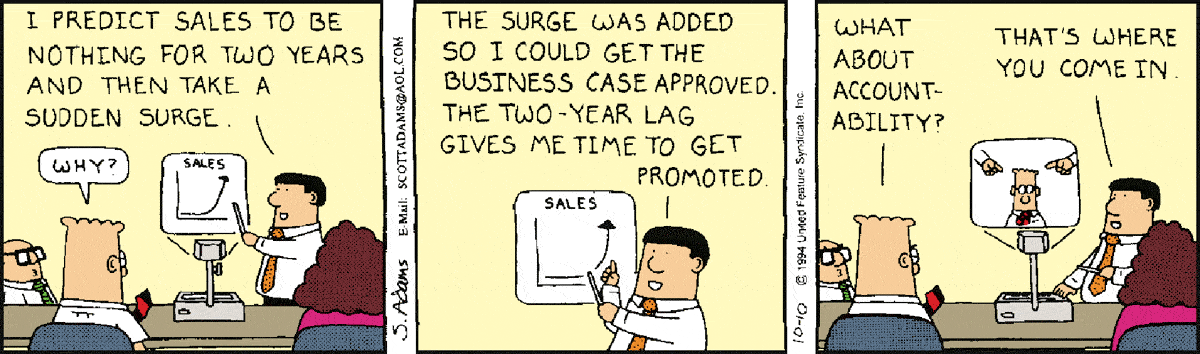 I PREDICT SALES TO BE
NOTHING FOR TWO YEARS
AND THEN TAKE A
SUDDEN SURGE.
WHY?
SALES
S. Adams
E-Mail: SCOTTADAMS@AOL.COM
THE SURGE WAS ADDED
SO I COULD GET THE
BUSINESS CASE APPROVED.
THE TWO-YEAR LAG
GIVES ME TIME TO GET
PROMOTED.
SALES
10-10
© 1994 United Feature Syndicate, Inc.
WHAT
ABOUT
ACCOUNT-
ABILITY?
THAT'S WHERE
YOU COME IN.